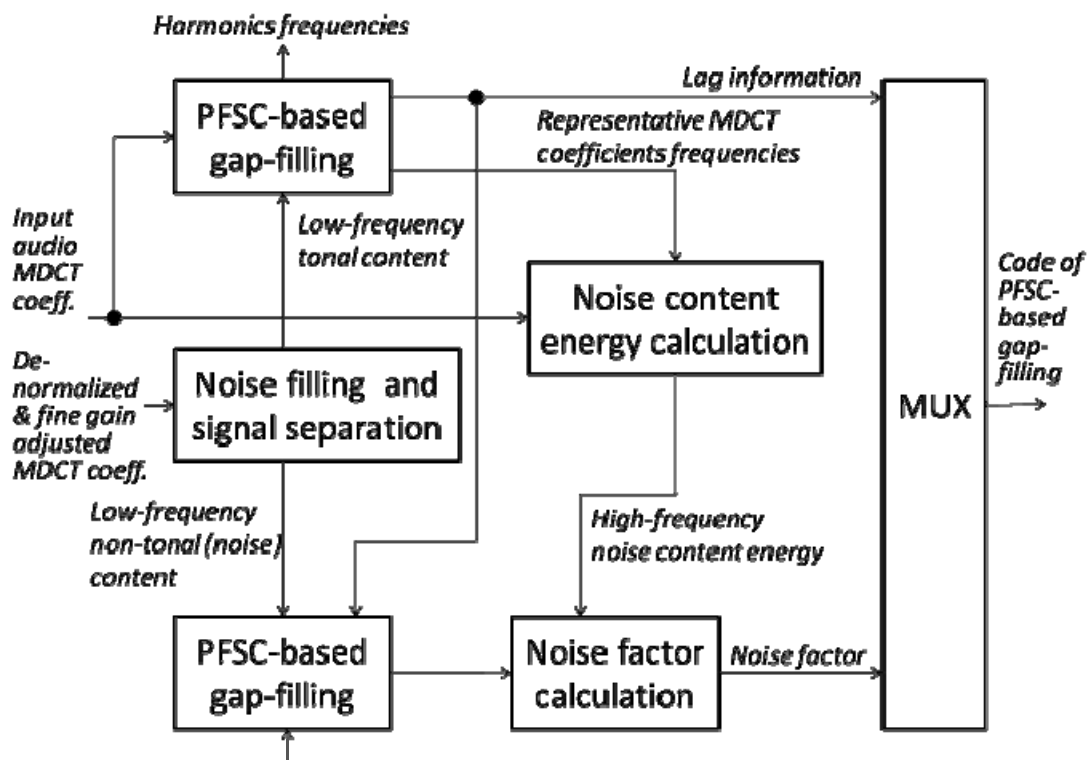 Harmonics frequencies
PFSC-based
gap-filling
Lag information
Representative MDCT
coefficients frequencies
Input
audio
MDCT
coeff.
Low-frequency
tonal content
Noise content
energy calculation
Code of
PFSC-
based
gap-
filling
De-
normalized
& fine gain
adjusted
MDCT coeff.
Noise filling and
signal separation
MUX
Low-frequency
non-tonal (noise)
content
High-frequency
noise content energy
PFSC-based
gap-filling
Noise factor
calculation
Noise factor